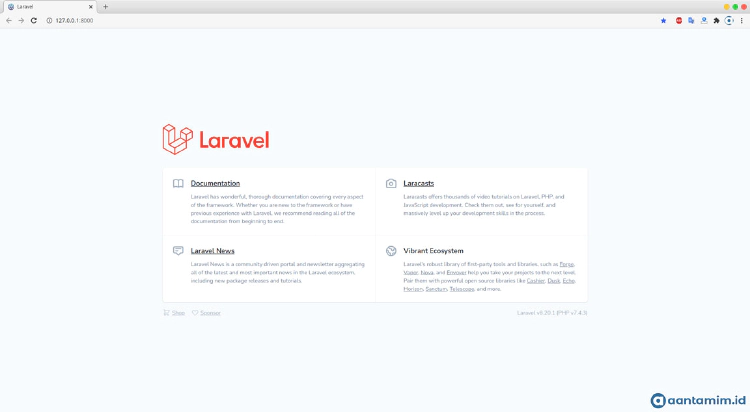 Laravel
127.0.0.1:8000
Laravel
Documentation
Laravel has wonderful, thorough documentation covering every aspect
of the framework. Whether you are new to the framework or have
previous experience with Laravel, we recommend reading all of the
documentation from beginning to end.
Laracasts
Laracasts offers thousands of video tutorials on Laravel, PHP, and
JavaScript development. Check them out, see for yourself, and
massively level up your development skills in the process.
Laravel News
Laravel News is a community driven portal and newsletter aggregating
all of the latest and most important news in the Laravel ecosystem,
including new package releases and tutorials.
Vibrant Ecosystem
Laravel's robust library of first-party tools and libraries, such as Forge,
Vapor, Nova, and Envoyer help you take your projects to the next level.
Pair them with powerful open source libraries like Cashier, Dusk, Echo,
Horizon, Sanctum, Telescope, and more.
Shop
Sponsor
Laravel (PHP v7.4.3)
aantamim.id